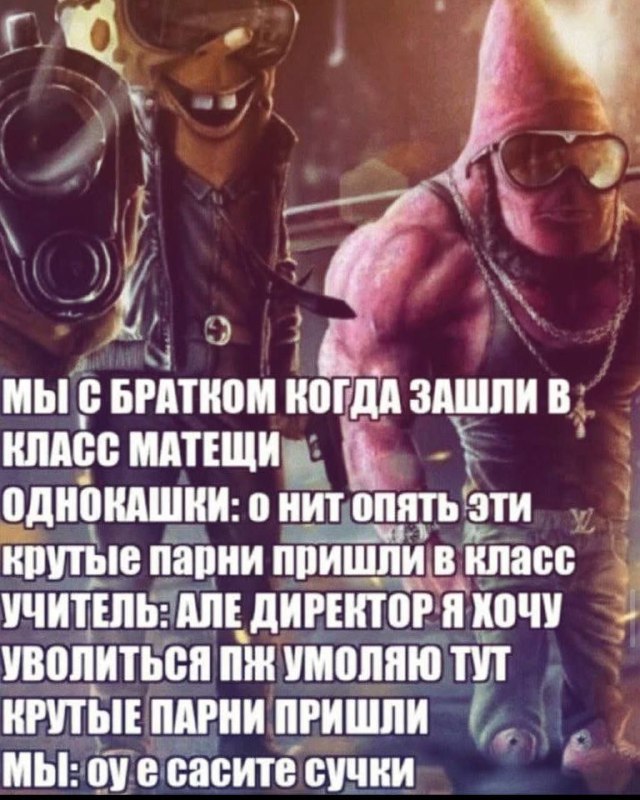 МЫ С БРАТКОМ КОГДА ЗАШЛИ В
КЛАСС МАТЕЩИ
ОДНОКАШКИ: о нит опять эти
крутые парни пришли в класс
УЧИТЕЛЬ: АЛЕ ДИРЕКТОР Я ХОЧУ
УВОЛИТЬСЯ ПЖ УМОЛЯЮ ТУТ
КРУТЫЕ ПАРНИ ПРИШЛИ
МЫ: оу е сасите сучки